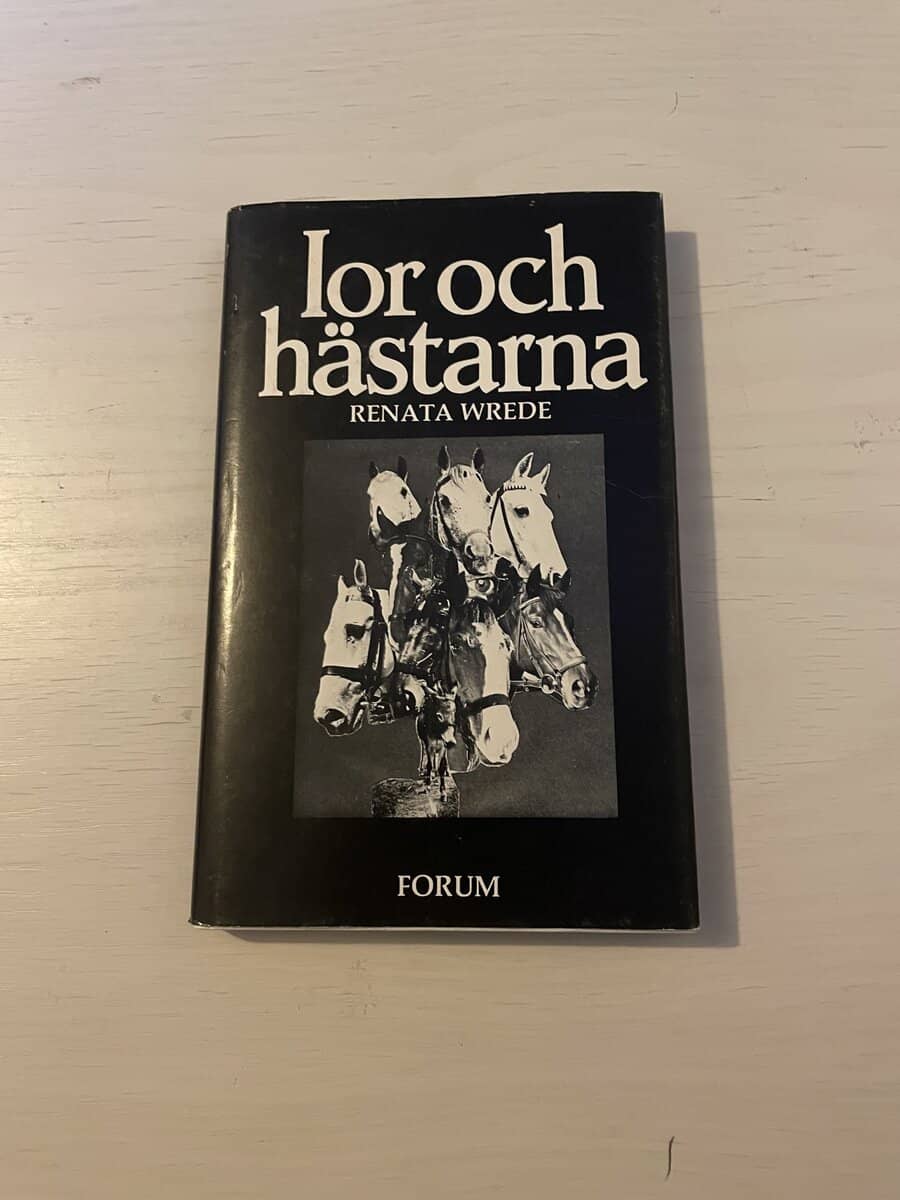 Ior och
hästarna
RENATA WREDE
FORUM